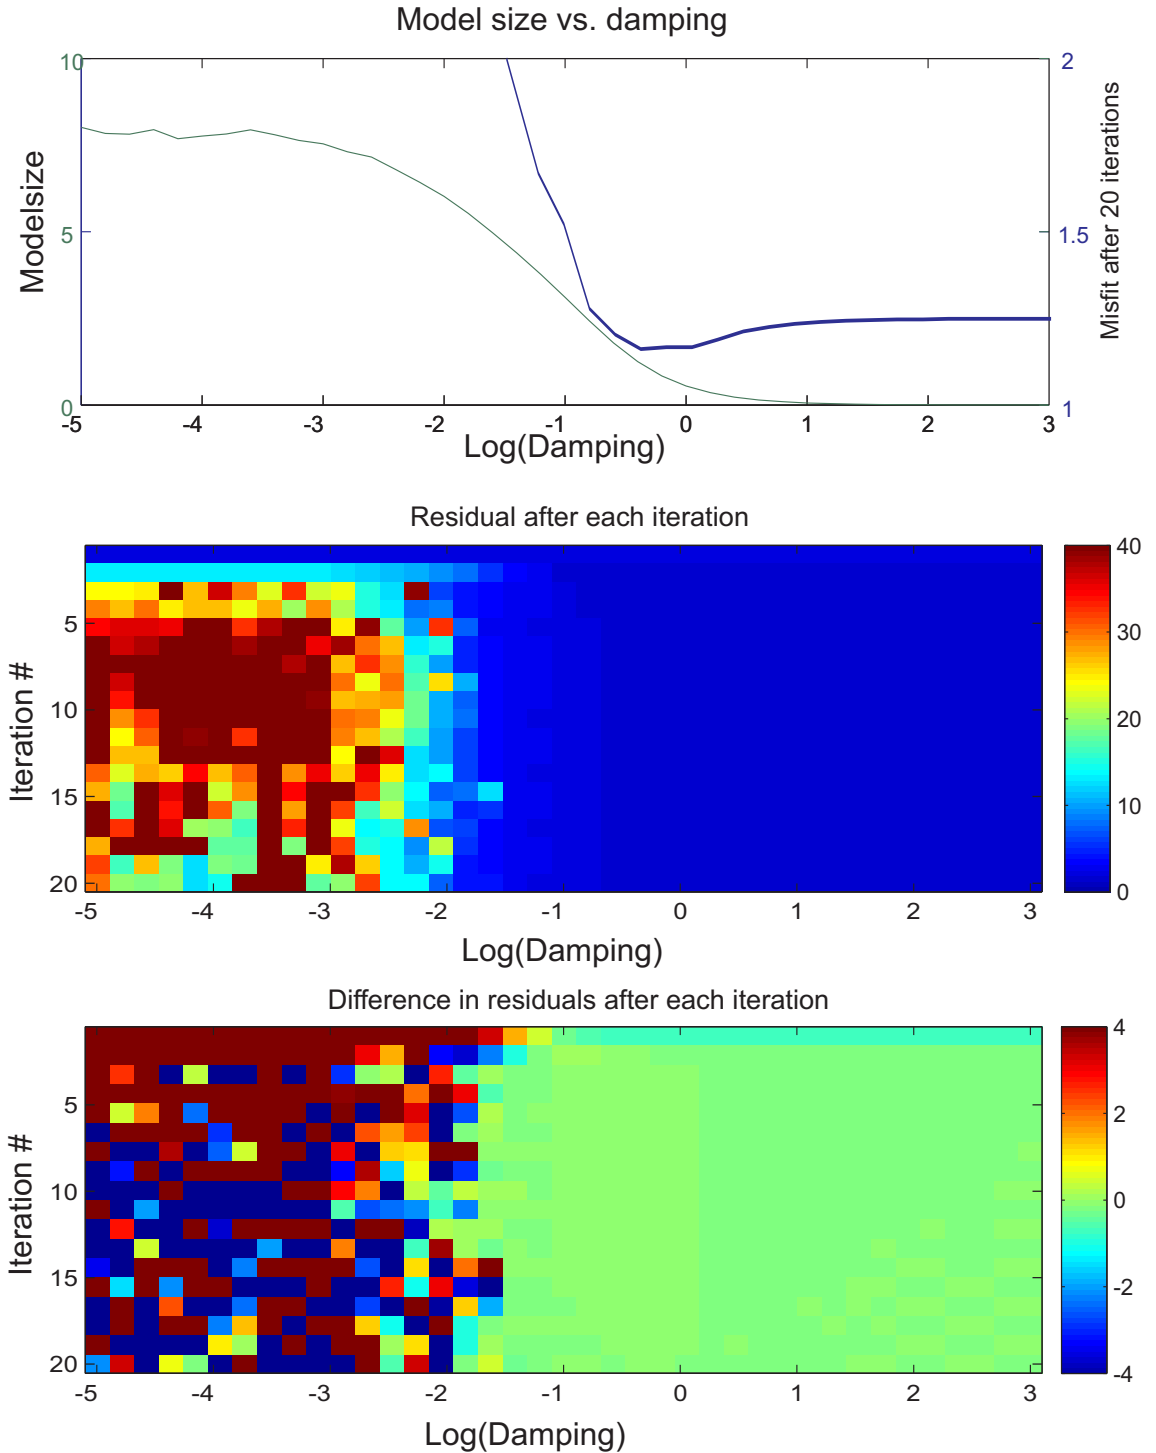 Model size vs. damping
10
5
0
Modelsize
2
1.5
1
Misfit after 20 iterations
-5 -4 -3 -2 -1 0 1 2 3
Log(Damping)
Residual after each iteration
5
10
15
20
Iteration #
40
30
20
10
0
-5 -4 -3 -2 -1 0 1 2 3
Log(Damping)
Difference in residuals after each iteration
5
10
15
20
Iteration #
4
2
0
-2
-4
-5 -4 -3 -2 -1 0 1 2 3
Log(Damping)